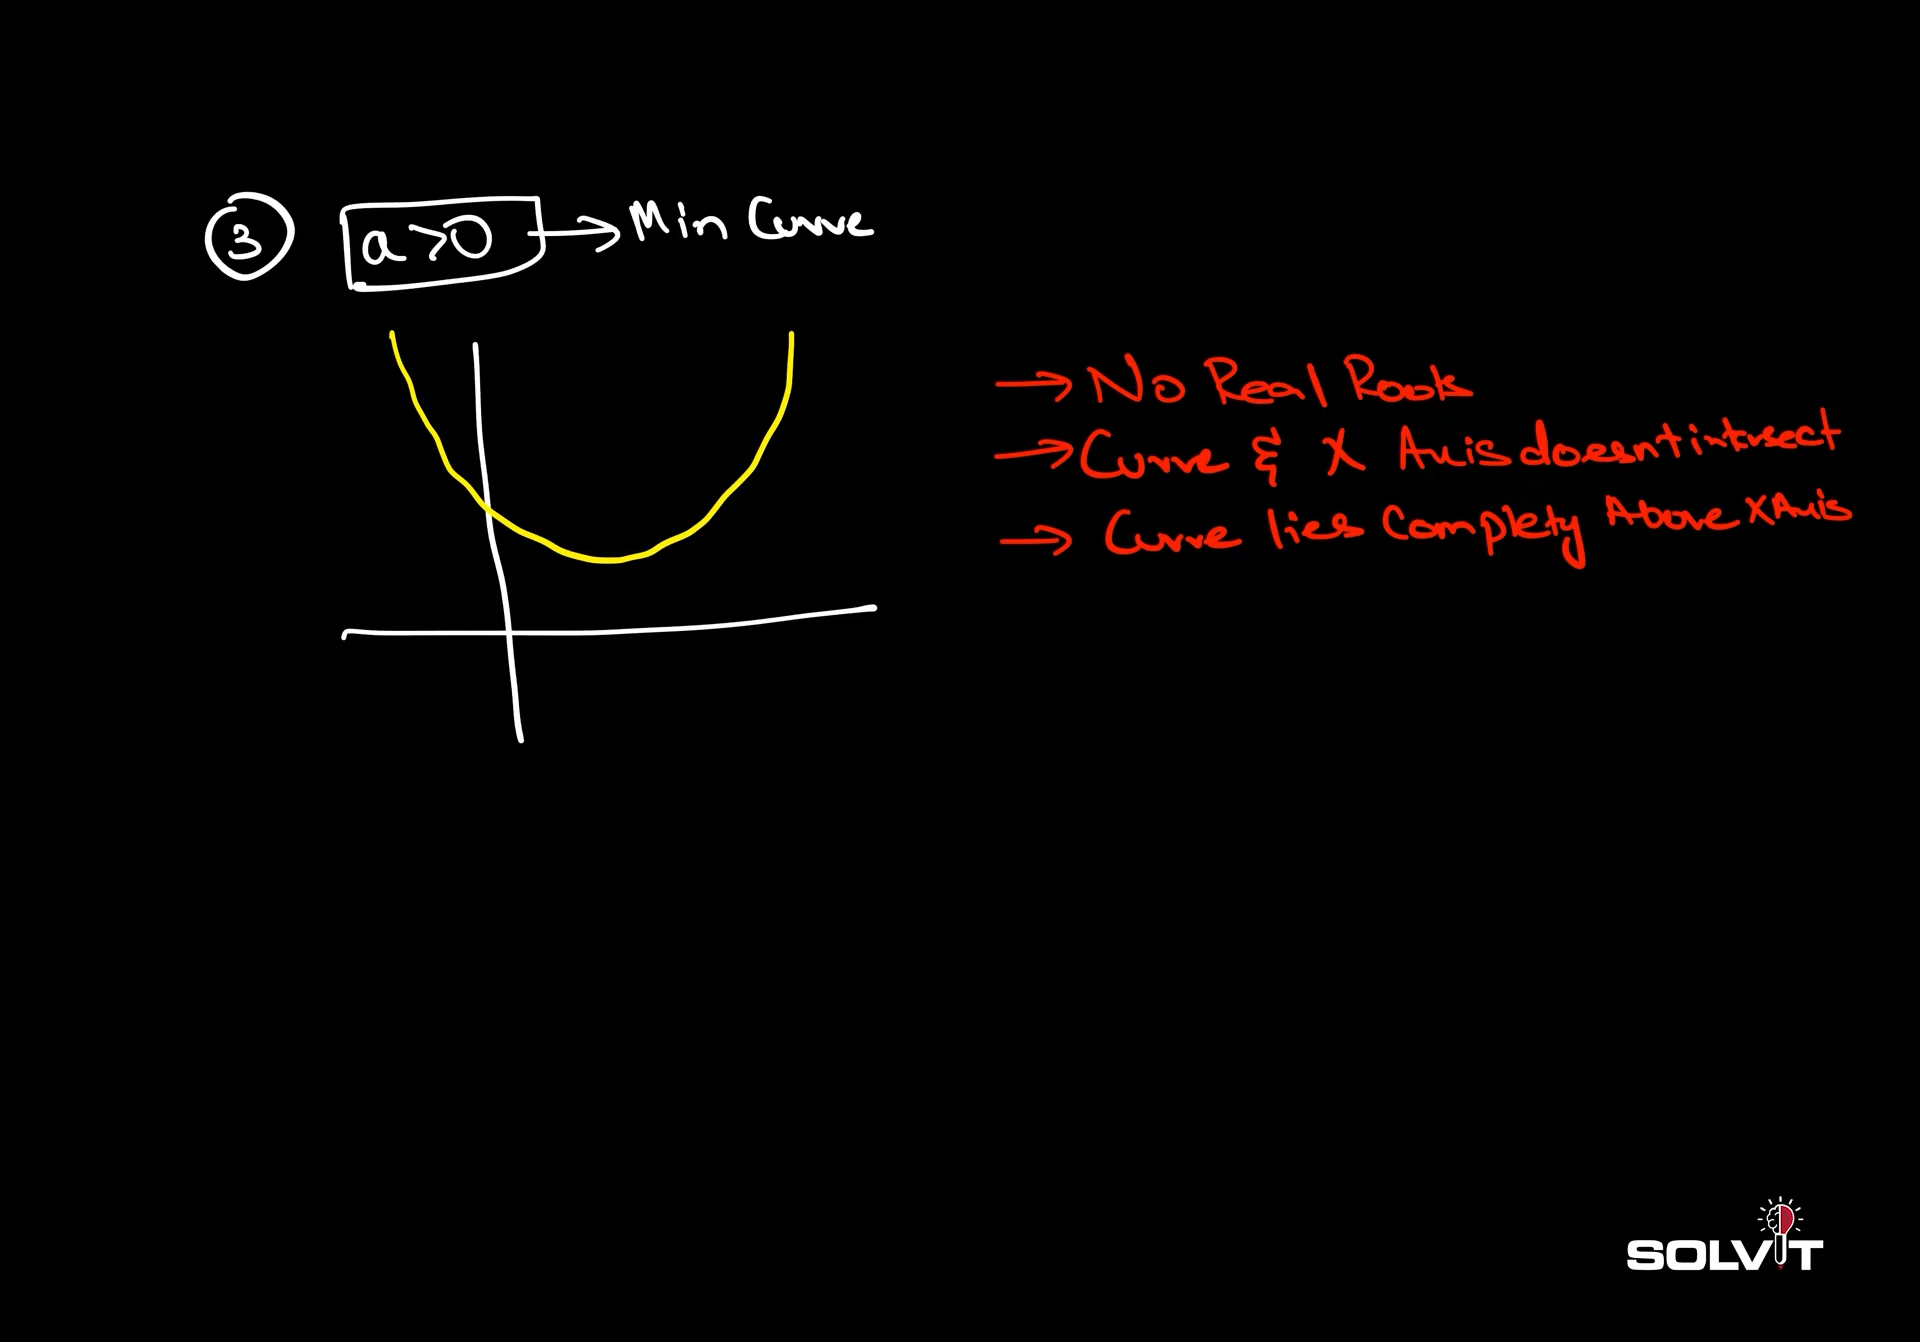 3 a>0 → Min Curve
→ No Real Roots
→ Curve & X Axis doesnt intersect
→ Curve lies Complety Above X Axis
SOLVIT